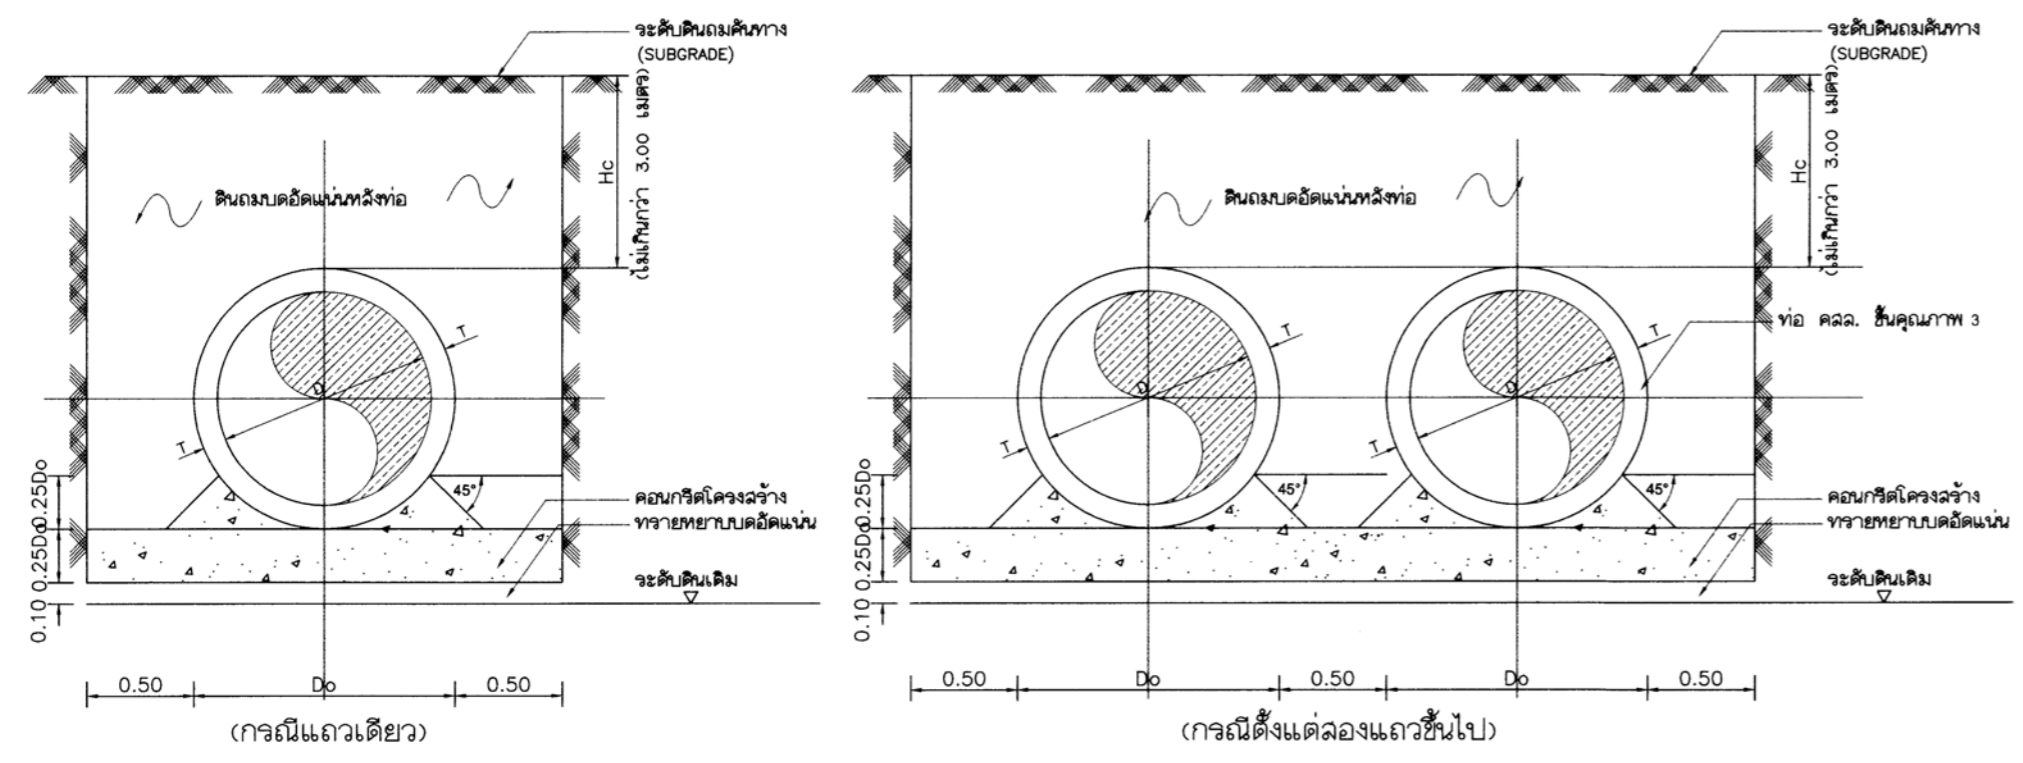 ระดับดินถมคันทาง
(SUBGRADE)
Hc
(ไม่เกินกว่า 3.00 เมตร)
ดินถมบดอัดแน่นหลังท่อ
T
D
T
0.25Do
0.25Do
0.10
45°
คอนกรีตโครงสร้าง
ทรายหยาบบดอัดแน่น
ระดับดินเดิม
0.50
Do
0.50
(กรณีแถวเดียว)
ระดับดินถมคันทาง
(SUBGRADE)
Hc
(ไม่เกินกว่า 3.00 เมตร)
ดินถมบดอัดแน่นหลังท่อ
T
D
T
T
D
T
ท่อ คสล. ชั้นคุณภาพ 3
0.25Do
0.25Do
0.10
45°
45°
คอนกรีตโครงสร้าง
ทรายหยาบบดอัดแน่น
ระดับดินเดิม
0.50
Do
0.50
Do
0.50
(กรณีตั้งแต่สองแถวขึ้นไป)